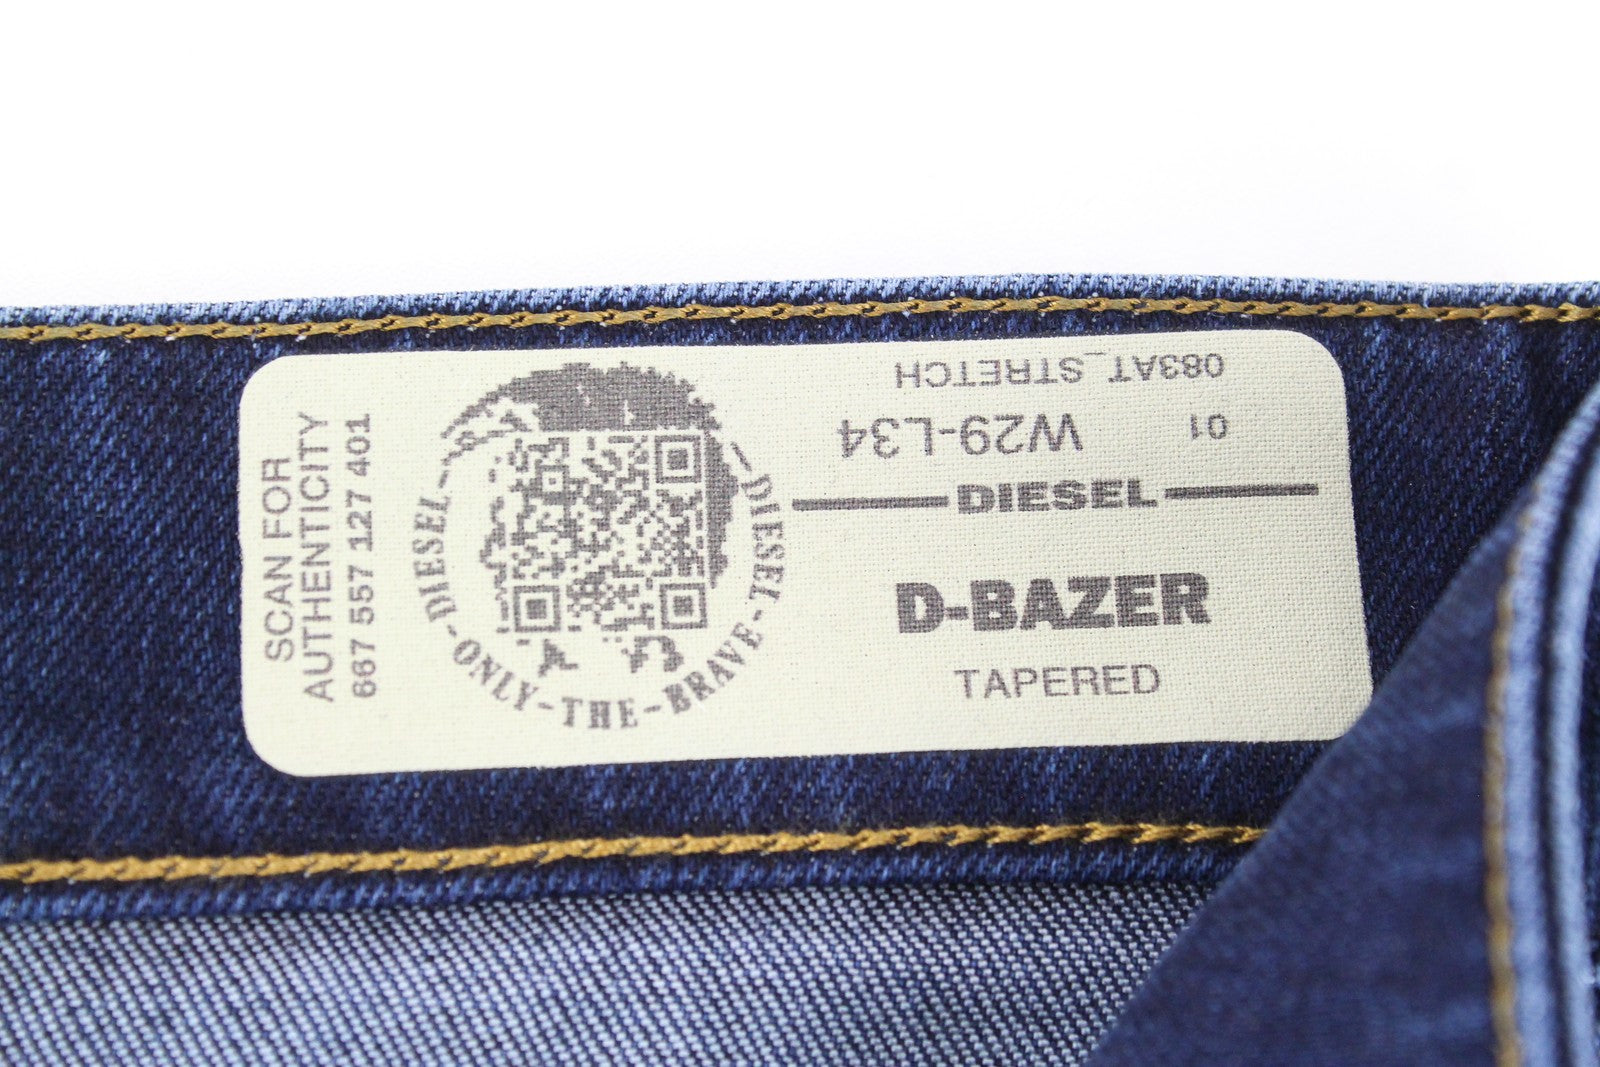 SCAN FOR
AUTHENTICITY
667 557 127 401
DIESEL-ONLY-THE-BRAVE-DIESEL
083AT_STRETCH
01 W29-L34
DIESEL
D-BAZER
TAPERED